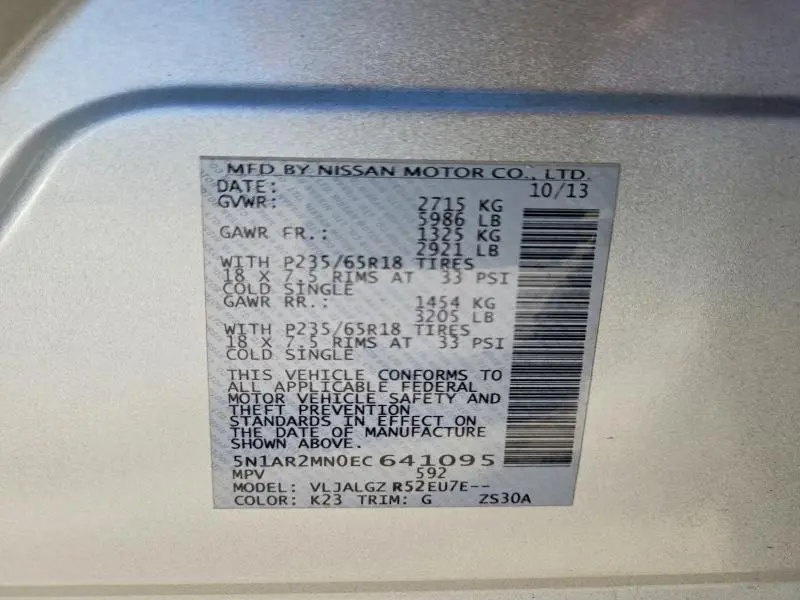 MFD BY NISSAN MOTOR CO., LTD.
DATE: 10/13
GVWR: 2715 KG
5986 LB
GAWR FR.: 1325 KG
2921 LB
WITH P235/65R18 TIRES
18 X 7.5 RIMS AT 33 PSI
COLD SINGLE
GAWR RR.: 1454 KG
3205 LB
WITH P235/65R18 TIRES
18 X 7.5 RIMS AT 33 PSI
COLD SINGLE
THIS VEHICLE CONFORMS TO
ALL APPLICABLE FEDERAL
MOTOR VEHICLE SAFETY AND
THEFT PREVENTION
STANDARDS IN EFFECT ON
THE DATE OF MANUFACTURE
SHOWN ABOVE.
5N1AR2MN0EC 641095
MPV 592
MODEL: VLJALGZ R52EU7E--
COLOR: K23 TRIM: G ZS30A